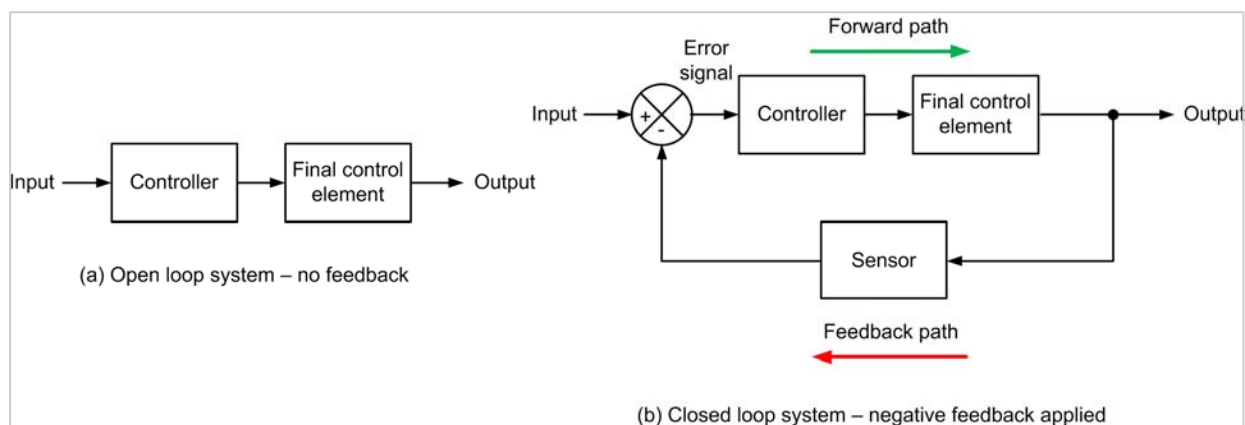 Input
Controller
Final control
element
Output
(a) Open loop system – no feedback
Forward path
Error
signal
Input
+
-
Controller
Final control
element
Output
Sensor
Feedback path
(b) Closed loop system – negative feedback applied